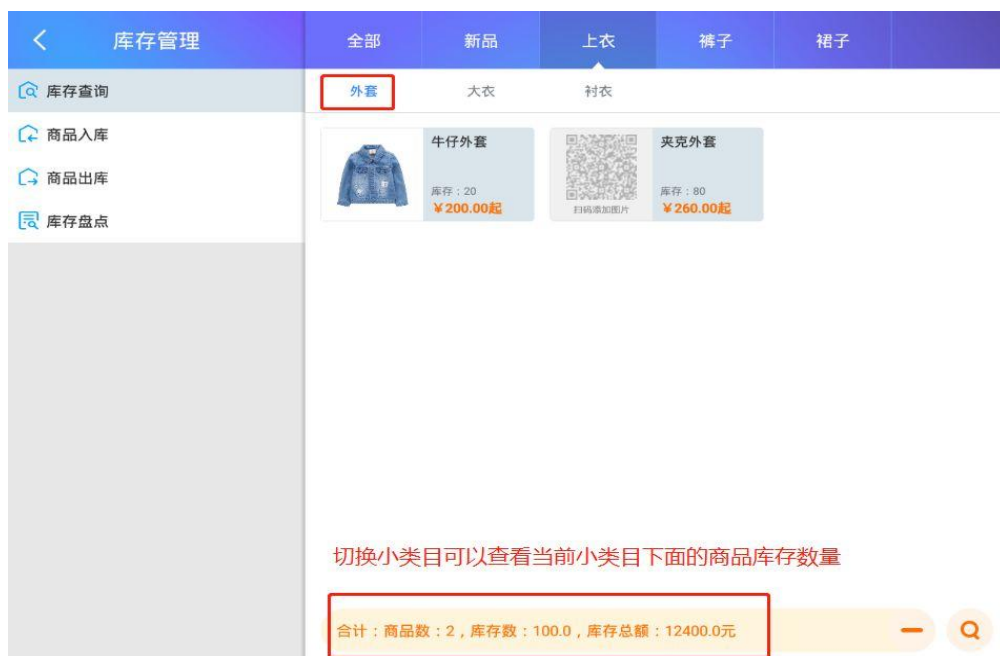 库存管理
全部 新品 上衣 裤子 裙子
库存查询
商品入库
商品出库
库存盘点
外套 大衣 衬衣
牛仔外套
库存：20
￥200.00起
扫码添加图片
夹克外套
库存：80
￥260.00起
切换小类目可以查看当前小类目下面的商品库存数量
合计：商品数：2，库存数：100.0，库存总额：12400.0元